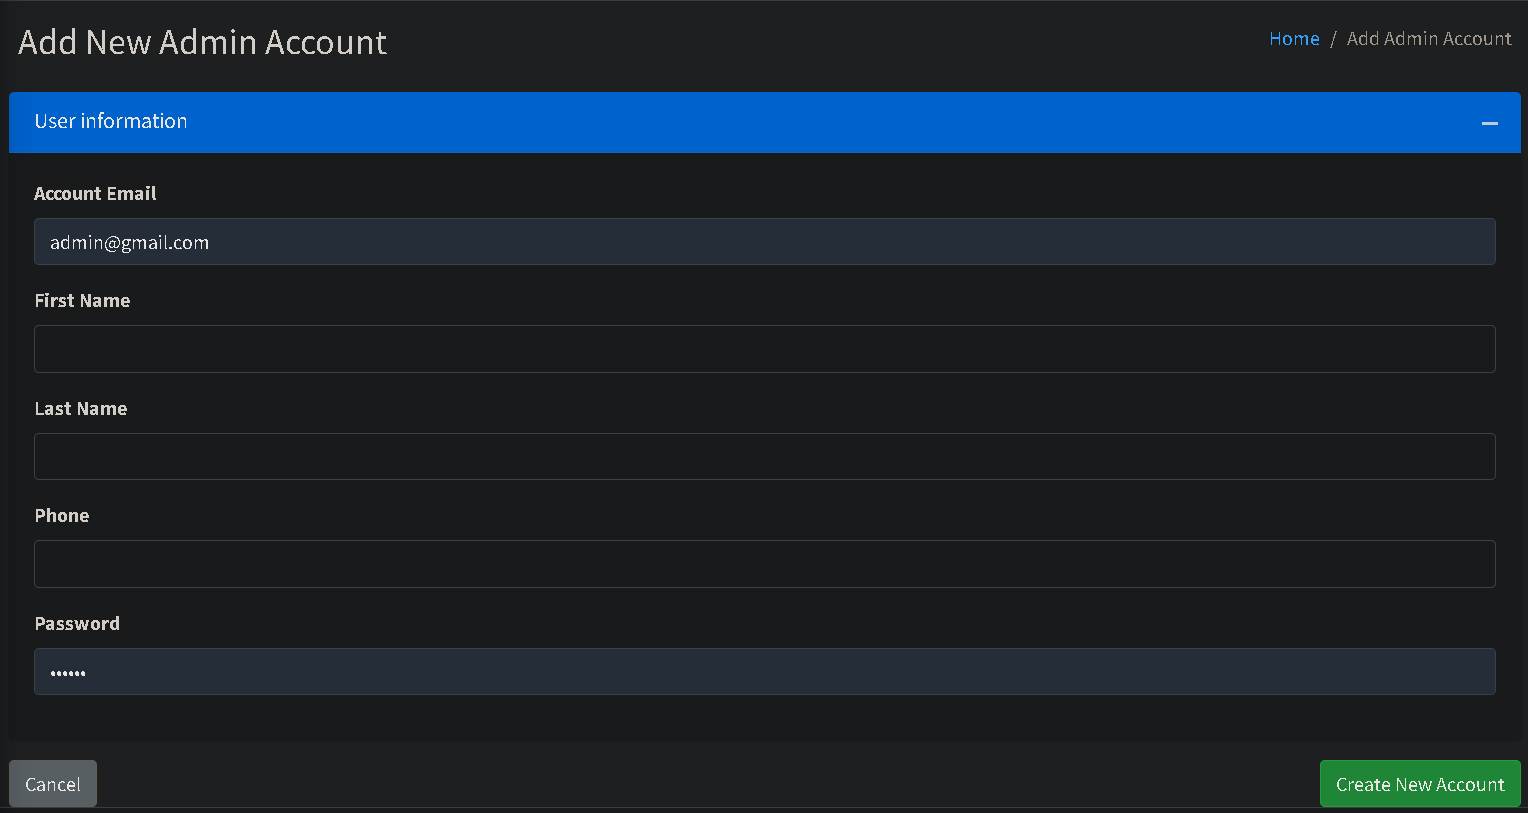 Add New Admin Account
Home / Add Admin Account
User information
Account Email
admin@gmail.com
First Name
Last Name
Phone
Password
••••••
Cancel
Create New Account